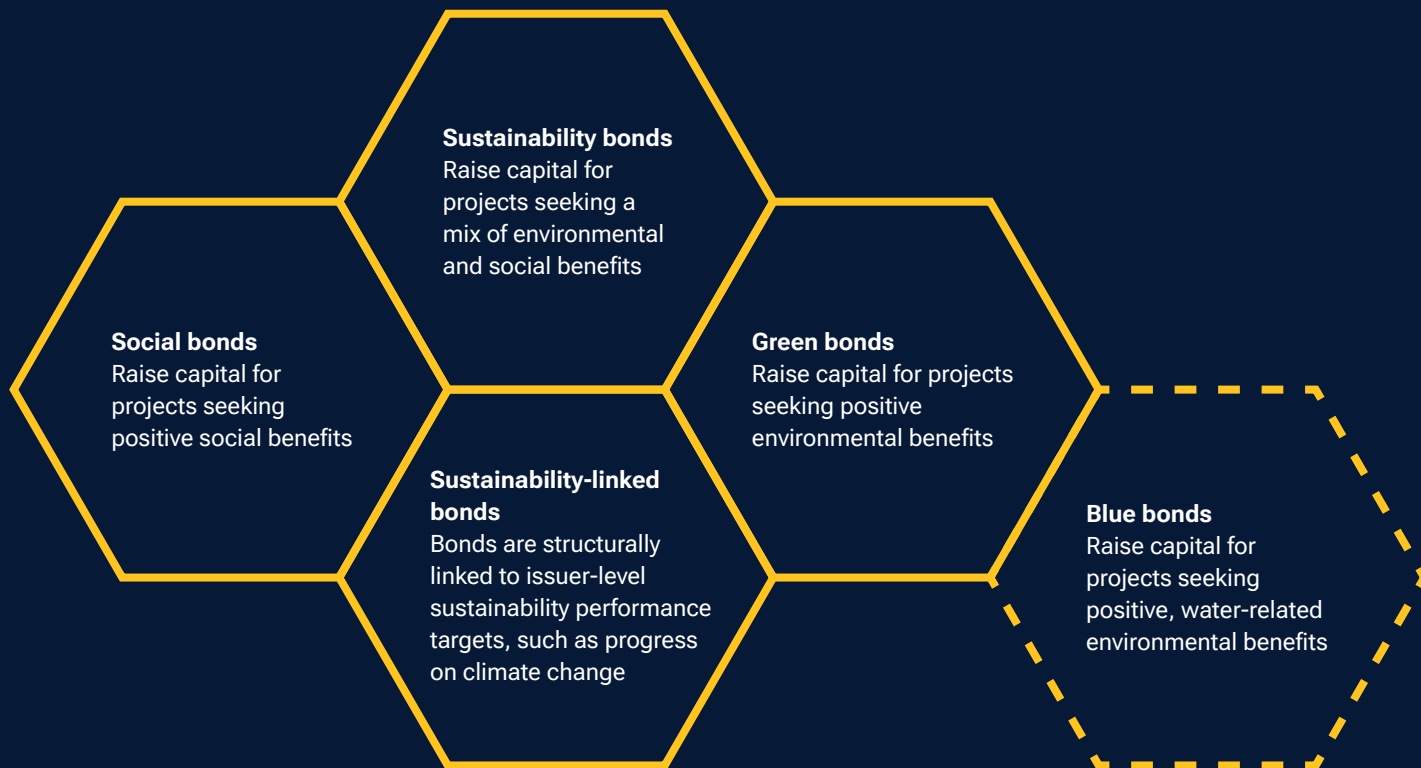 Sustainability bonds
Raise capital for
projects seeking a
mix of environmental
and social benefits
Social bonds
Raise capital for
projects seeking
positive social benefits
Green bonds
Raise capital for projects
seeking positive
environmental benefits
Sustainability-linked
bonds
Bonds are structurally
linked to issuer-level
sustainability performance
targets, such as progress
on climate change
Blue bonds
Raise capital for
projects seeking
positive, water-related
environmental benefits